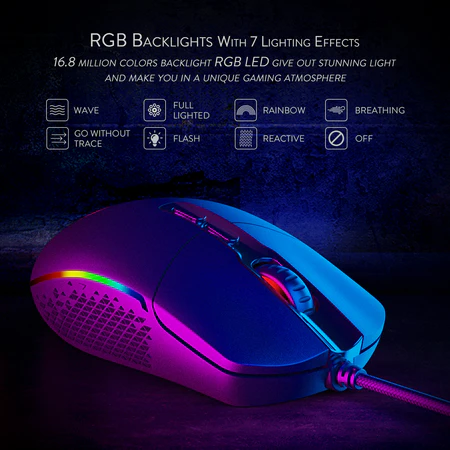 RGB Backlights With 7 Lighting Effects
16.8 MILLION COLORS BACKLIGHT RGB LED GIVE OUT STUNNING LIGHT
AND MAKE YOU IN A UNIQUE GAMING ATMOSPHERE
WAVE
FULL
LIGHTED
RAINBOW
BREATHING
GO WITHOUT
TRACE
FLASH
REACTIVE
OFF